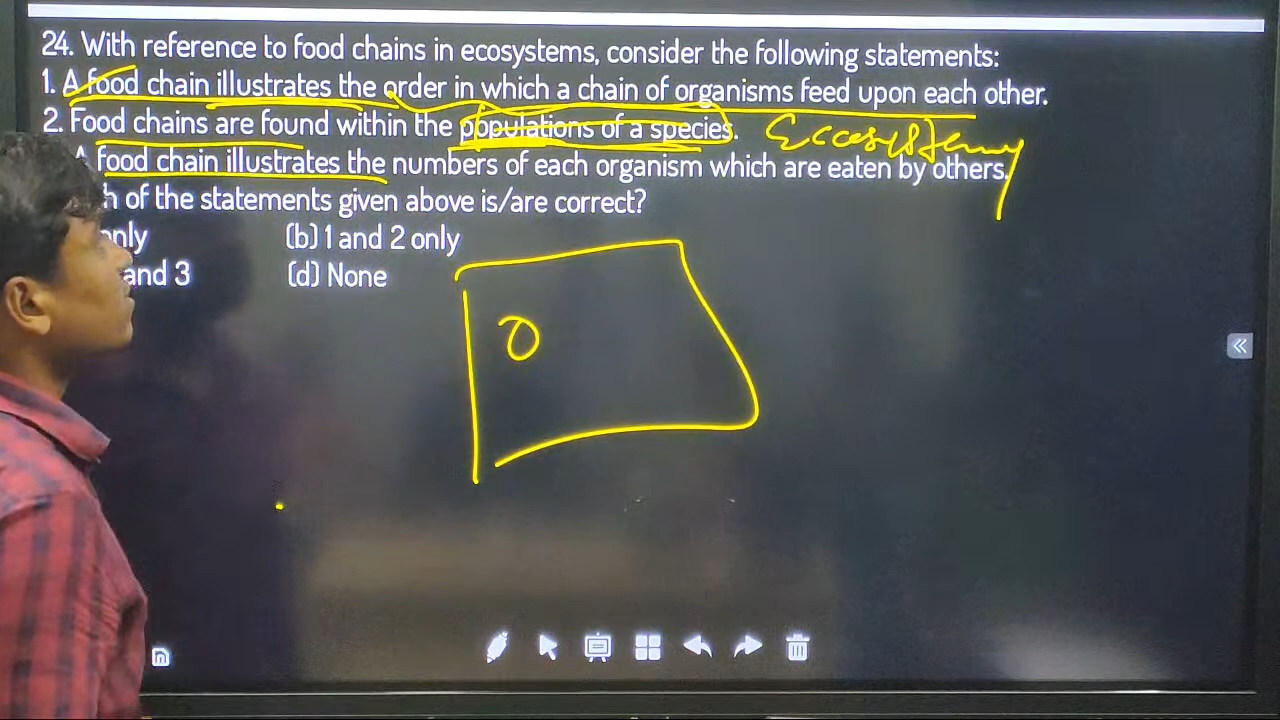 24. With reference to food chains in ecosystems, consider the following statements:
1. A food chain illustrates the order in which a chain of organisms feed upon each other.
2. Food chains are found within the populations of a species. Ecosystem
A food chain illustrates the numbers of each organism which are eaten by others.
h of the statements given above is/are correct?
only (b) 1 and 2 only
and 3 (d) None